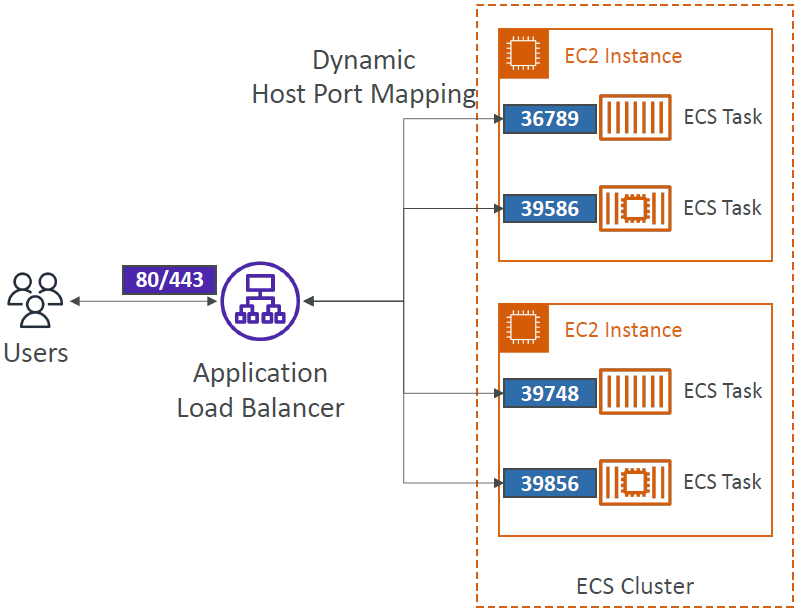 Dynamic
Host Port Mapping
EC2 Instance
36789
ECS Task
39586
ECS Task
80/443
Users
Application
Load Balancer
EC2 Instance
39748
ECS Task
39856
ECS Task
ECS Cluster